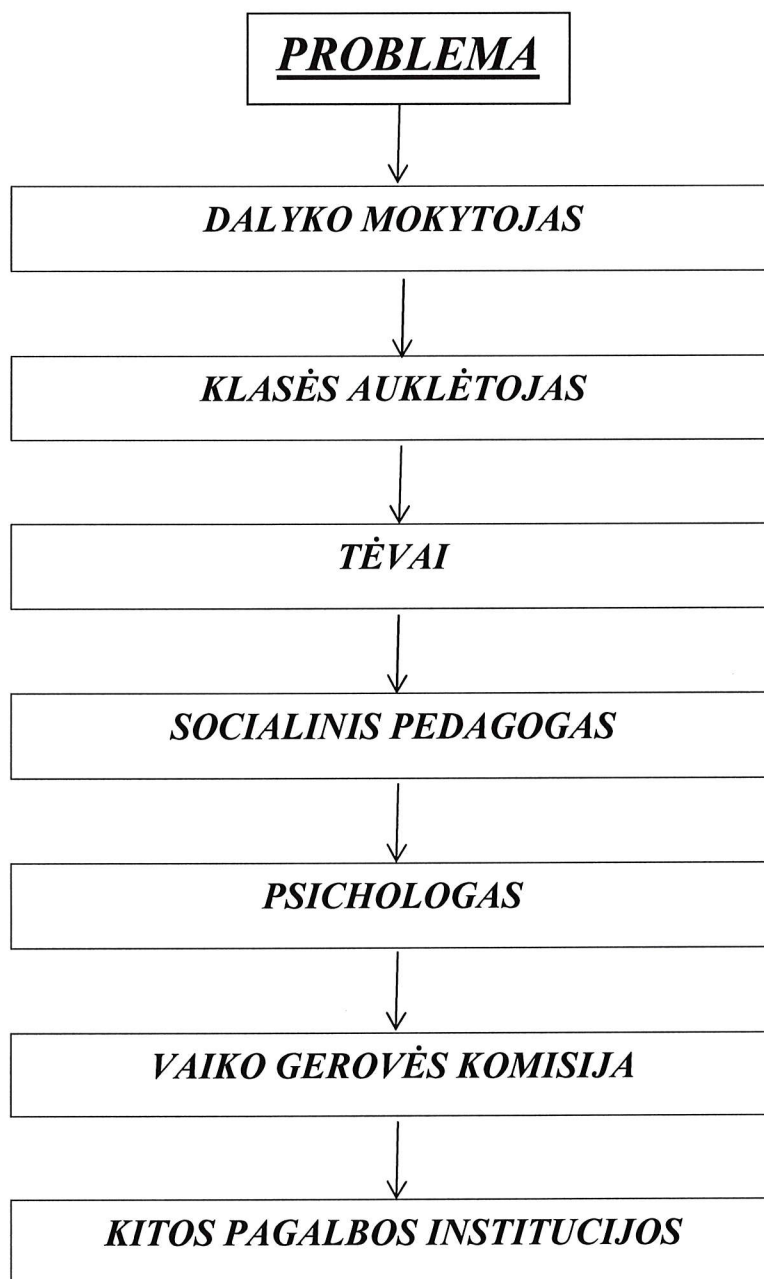 PROBLEMA
DALYKO MOKYTOJAS
KLASĖS AUKLĖTOJAS
TĖVAI
SOCIALINIS PEDAGOGAS
PSICHOLOGAS
VAIKO GEROVĖS KOMISIJA
KITOS PAGALBOS INSTITUCIJOS